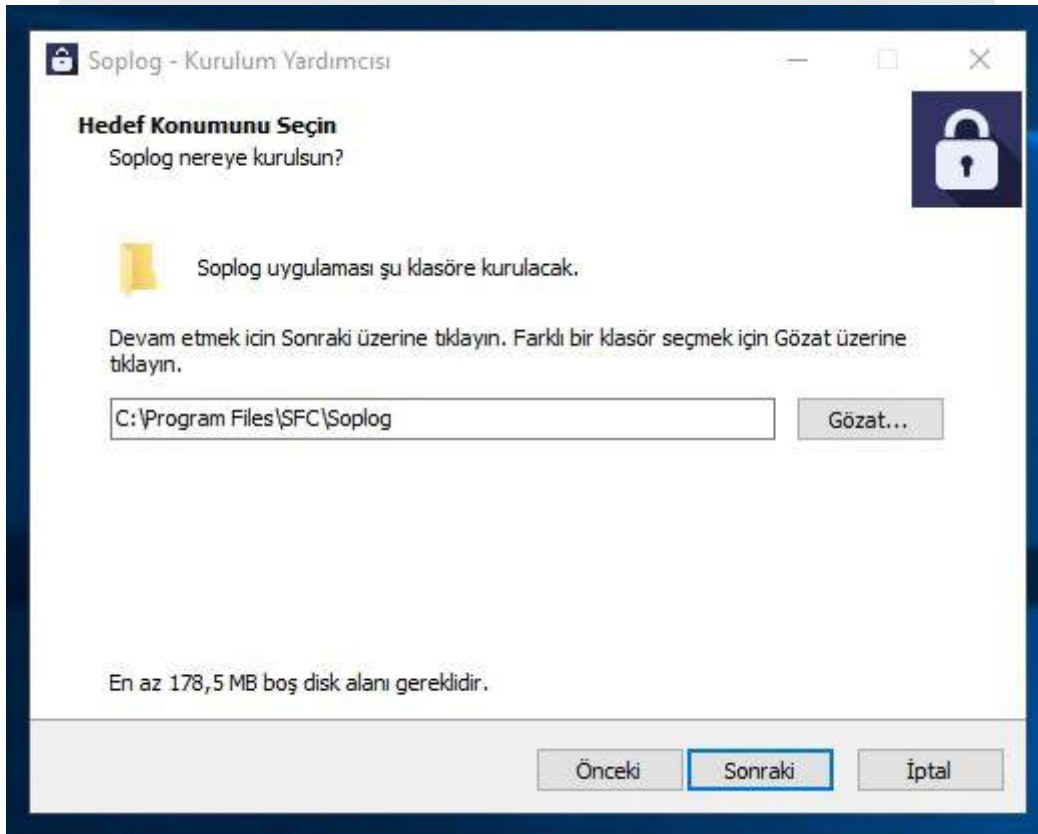 Soplog - Kurulum Yardımcısı
Hedef Konumunu Seçin
Soplog nereye kurulsun?
Soplog uygulaması şu klasöre kurulacak.
Devam etmek icin Sonraki üzerine tıklayın. Farklı bir klasör seçmek için Gözat üzerine
tıklayın.
C:\Program Files\SFC\Soplog
Gözat...
En az 178,5 MB boş disk alanı gereklidir.
Önceki
Sonraki
İptal